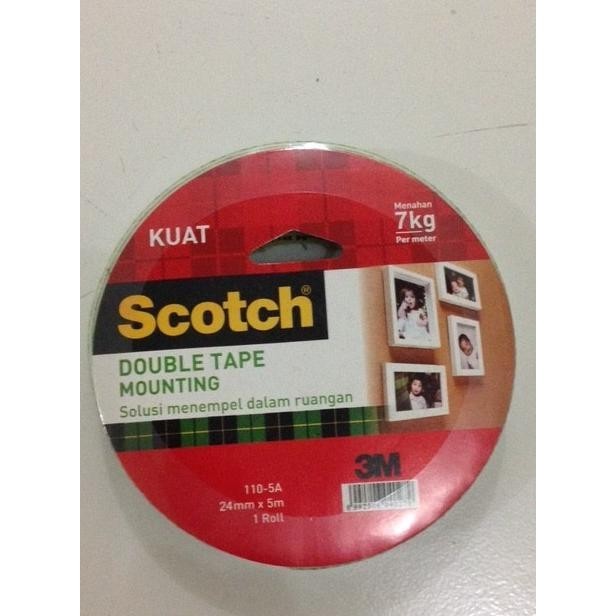 KUAT
Menahan
7kg
Per meter
Scotch®
DOUBLE TAPE
MOUNTING
Solusi menempel dalam ruangan
3M
110-5A
24mm x 5m
1 Roll